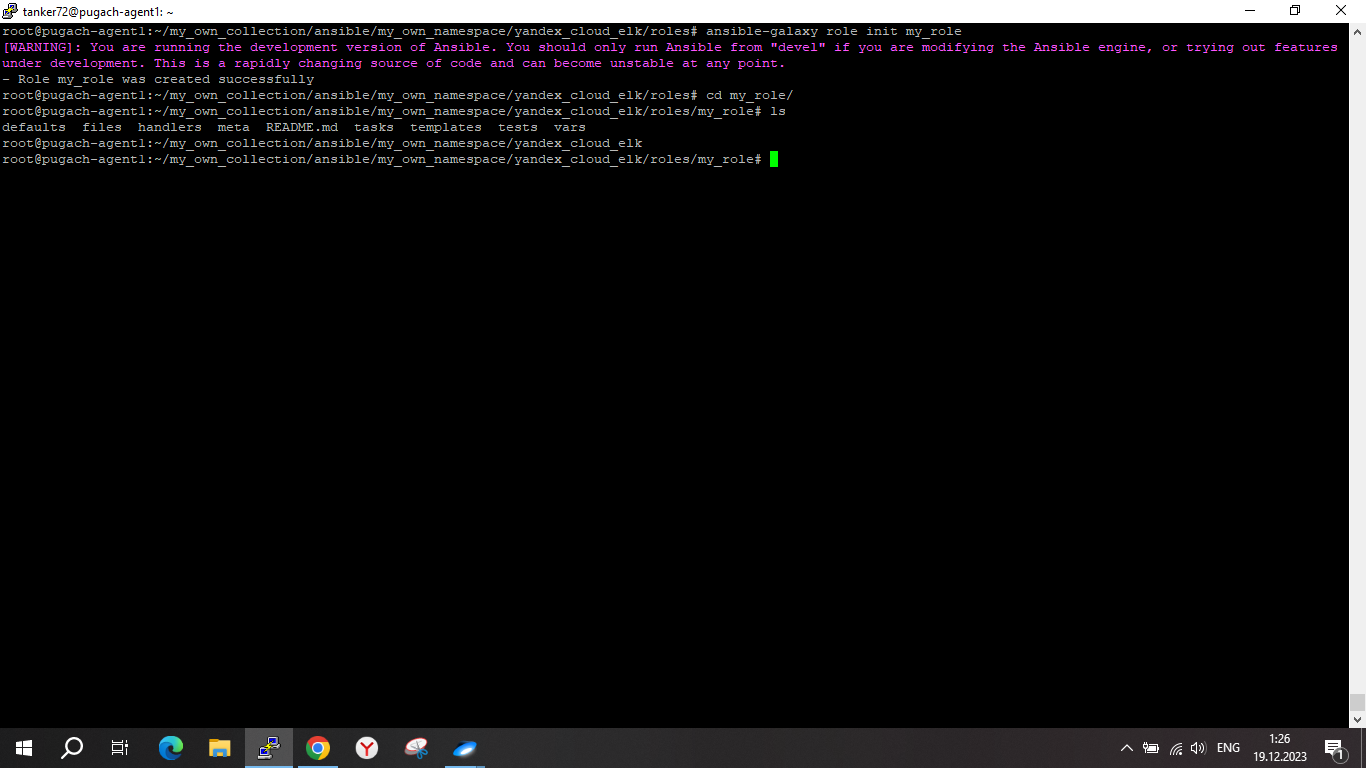 tanker72@pugach-agent1: ~
root@pugach-agent1:~/my_own_collection/ansible/my_own_namespace/yandex_cloud_elk/roles# ansible-galaxy role init my_role
[WARNING]: You are running the development version of Ansible. You should only run Ansible from "devel" if you are modifying the Ansible engine, or trying out features
under development. This is a rapidly changing source of code and can become unstable at any point.
- Role my_role was created successfully
root@pugach-agent1:~/my_own_collection/ansible/my_own_namespace/yandex_cloud_elk/roles# cd my_role/
root@pugach-agent1:~/my_own_collection/ansible/my_own_namespace/yandex_cloud_elk/roles/my_role# ls
defaults  files  handlers  meta  README.md  tasks  templates  tests  vars
root@pugach-agent1:~/my_own_collection/ansible/my_own_namespace/yandex_cloud_elk
root@pugach-agent1:~/my_own_collection/ansible/my_own_namespace/yandex_cloud_elk/roles/my_role#
ENG
1:26
19.12.2023
1